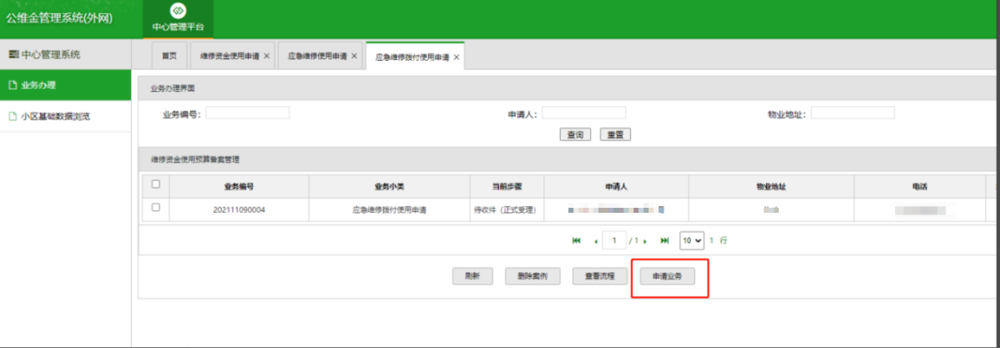 公维金管理系统(外网)
中心管理平台
中心管理系统
首页
维修资金使用申请 ×
应急维修使用申请 ×
应急维修拨付使用申请 ×
业务办理
业务办理界面
小区基础数据浏览
业务编号：
申请人：
物业地址：
查询
重置
维修资金使用预算备案管理
业务编号 业务小类 当前步骤 申请人 物业地址 电话
202111090004 应急维修拨付使用申请 待收件（正式受理）
1 / 1 10 1 行
刷新
删除案例
查看流程
申请业务